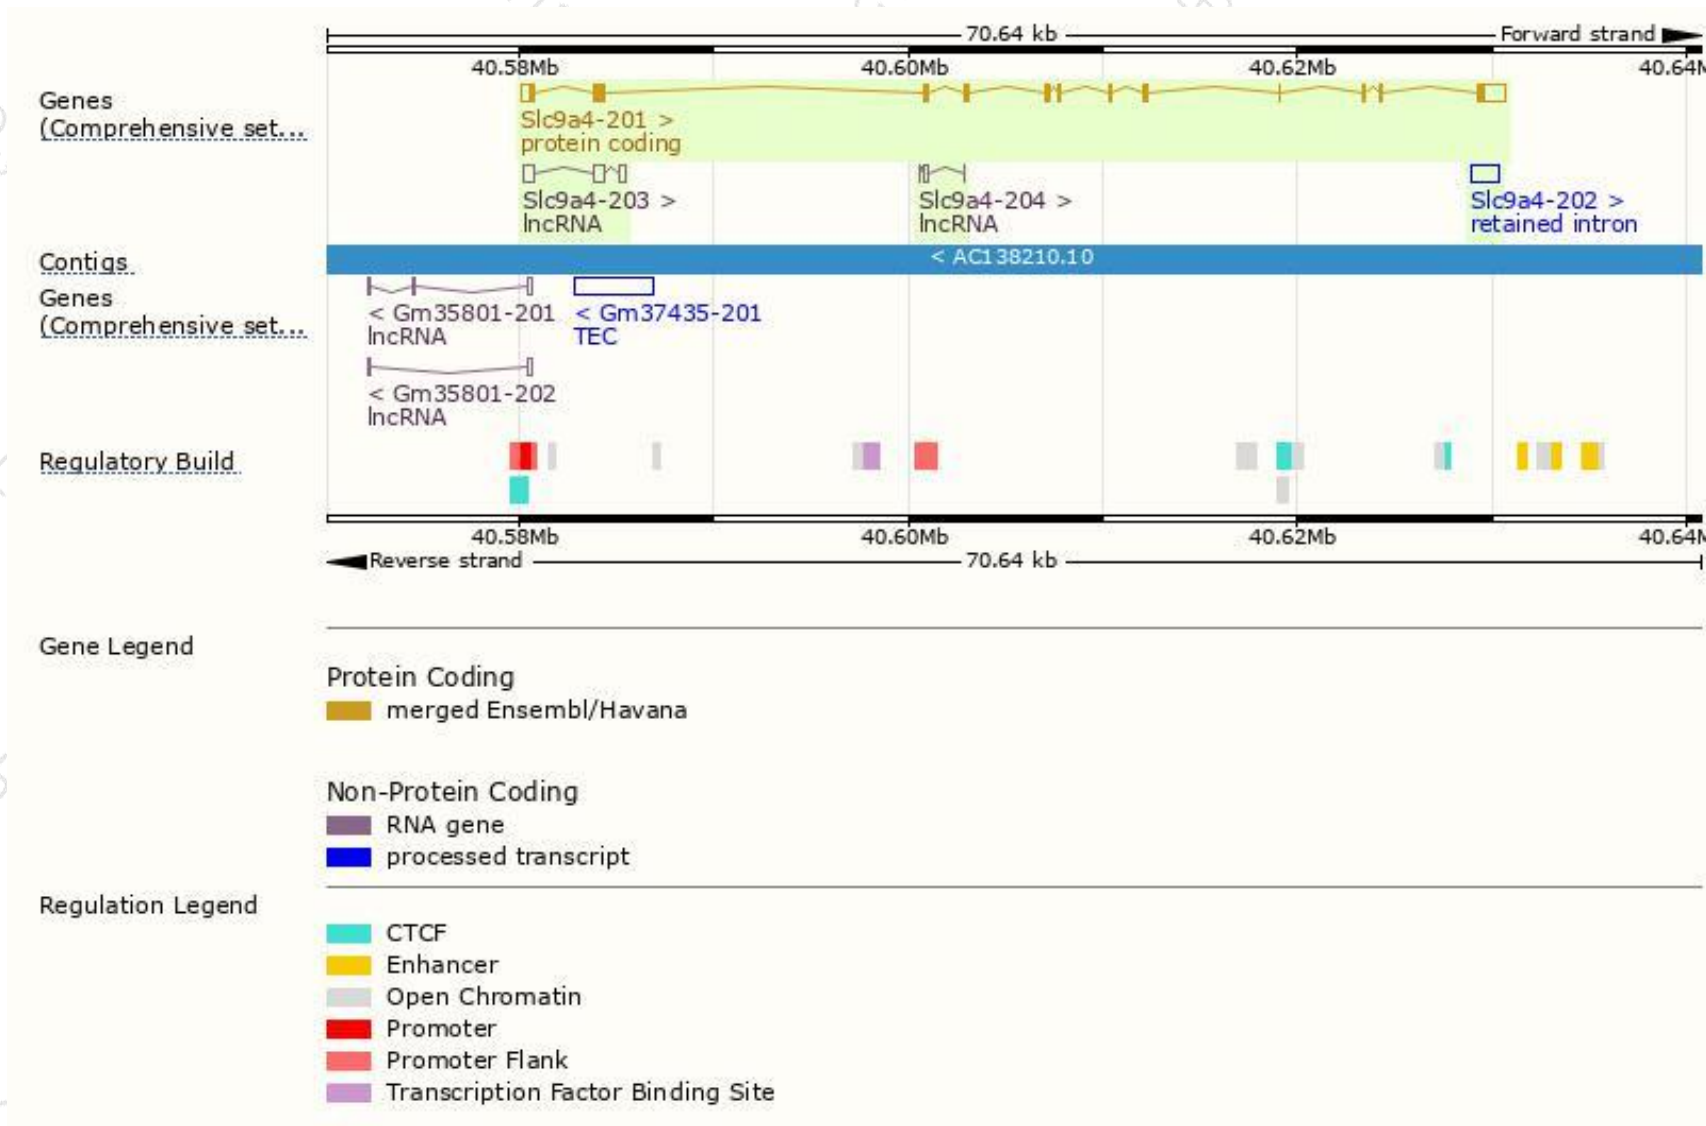 70.64 kb Forward strand
40.58Mb 40.60Mb 40.62Mb 40.64M
Genes
(Comprehensive set...
Slc9a4-201 >
protein coding
Slc9a4-203 > Slc9a4-204 > Slc9a4-202 >
lncRNA lncRNA retained intron
Contigs < AC138210.10
Genes
(Comprehensive set...
< Gm35801-201 < Gm37435-201
lncRNA TEC
< Gm35801-202
lncRNA
Regulatory Build
40.58Mb 40.60Mb 40.62Mb 40.64M
Reverse strand 70.64 kb
Gene Legend
Protein Coding
merged Ensembl/Havana
Non-Protein Coding
RNA gene
processed transcript
Regulation Legend
CTCF
Enhancer
Open Chromatin
Promoter
Promoter Flank
Transcription Factor Binding Site